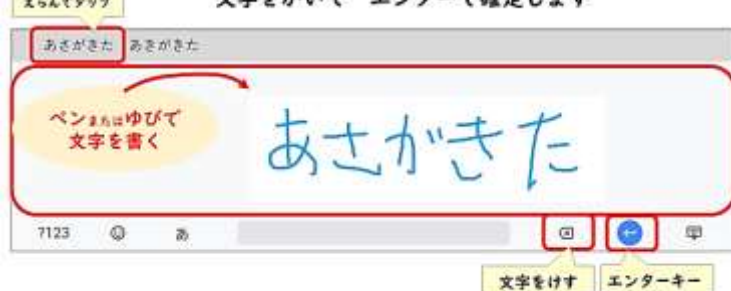 えらんでタップ
文字をかいて エンターで確定します
あさがきた あきがきた
ペンまたはゆびで
文字を書く
あさがきた
?123 あ
文字をけす エンターキー